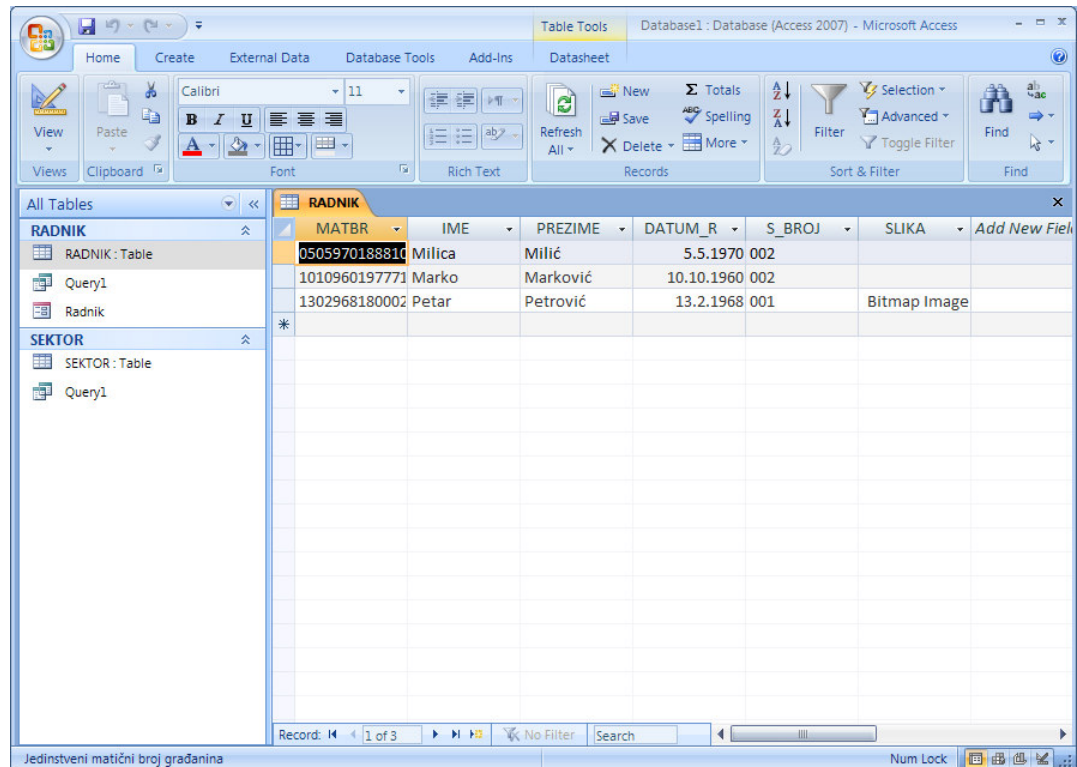 Table Tools Database1 : Database (Access 2007) - Microsoft Access
Home Create External Data Database Tools Add-Ins Datasheet
View
Views
Paste
Clipboard
Calibri 11
B I U
A
Font
Rich Text
Refresh All
New
Save
Delete
Σ Totals
Spelling
More
Records
Filter
Selection
Advanced
Toggle Filter
Sort & Filter
Find
Find
All Tables
RADNIK
RADNIK : Table
Query1
Radnik
SEKTOR
SEKTOR : Table
Query1
RADNIK
MATBR IME PREZIME DATUM_R S_BROJ SLIKA Add New Fiel
0505970188810 Milica Milić 5.5.1970 002
1010960197771 Marko Marković 10.10.1960 002
1302968180002 Petar Petrović 13.2.1968 001 Bitmap Image
Record: 1 of 3 No Filter Search
Jedinstveni matični broj građanina Num Lock